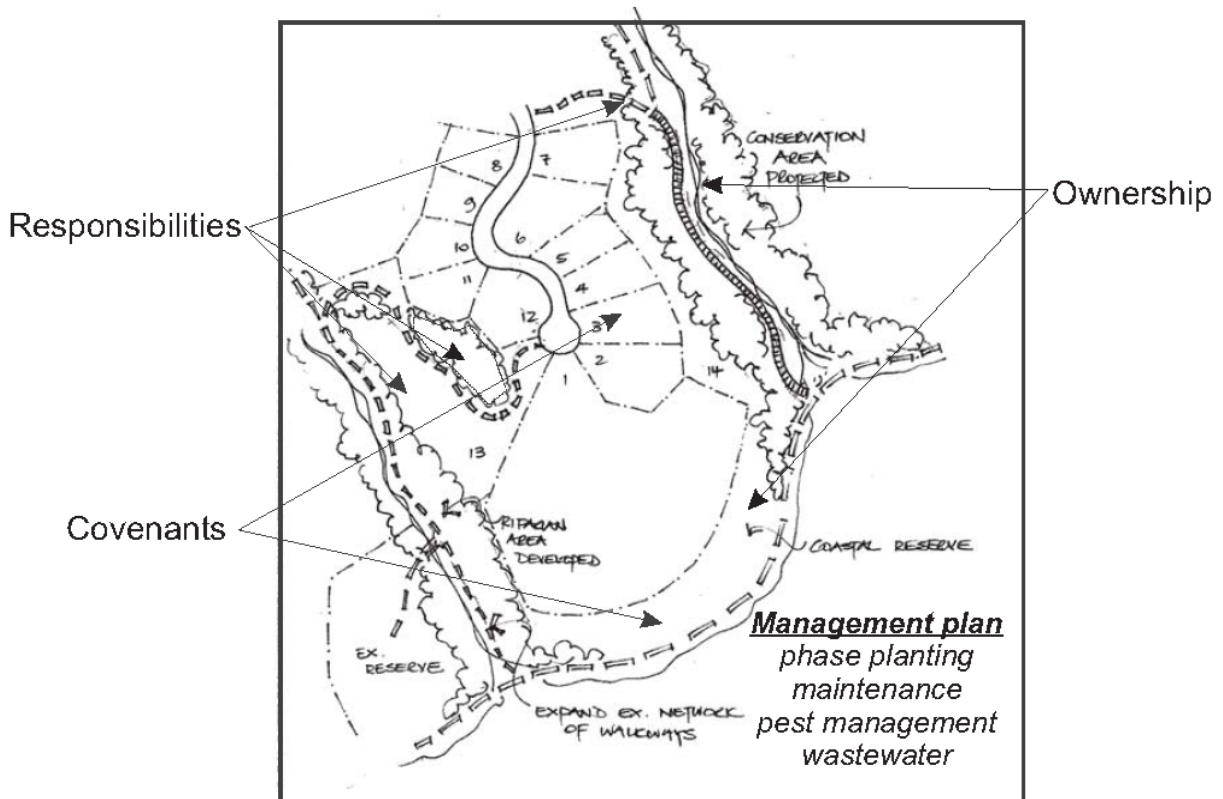 CONSERVATION
AREA
PROTECTED
Ownership
Responsibilities
8
7
9
10
6
11
5
4
12
3
2
1
14
13
Covenants
RIPARIAN
AREA
DEVELOPED
COASTAL RESERVE
EX.
RESERVE
Management plan
phase planting
maintenance
pest management
wastewater
EXPAND EX. NETWORK
OF WALKWAYS